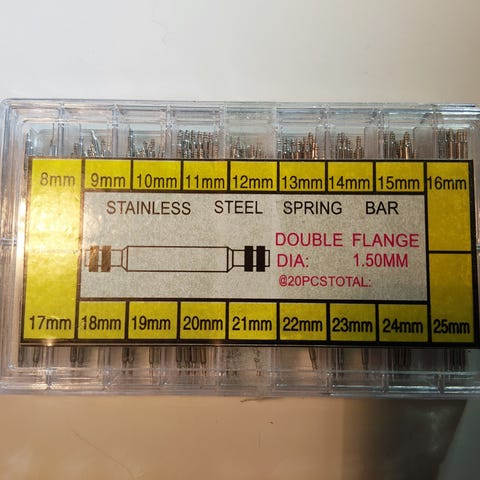 8mm 9mm 10mm 11mm 12mm 13mm 14mm 15mm 16mm
STAINLESS STEEL SPRING BAR
DOUBLE FLANGE
DIA: 1.50MM
@20PCSTOTAL:
17mm 18mm 19mm 20mm 21mm 22mm 23mm 24mm 25mm